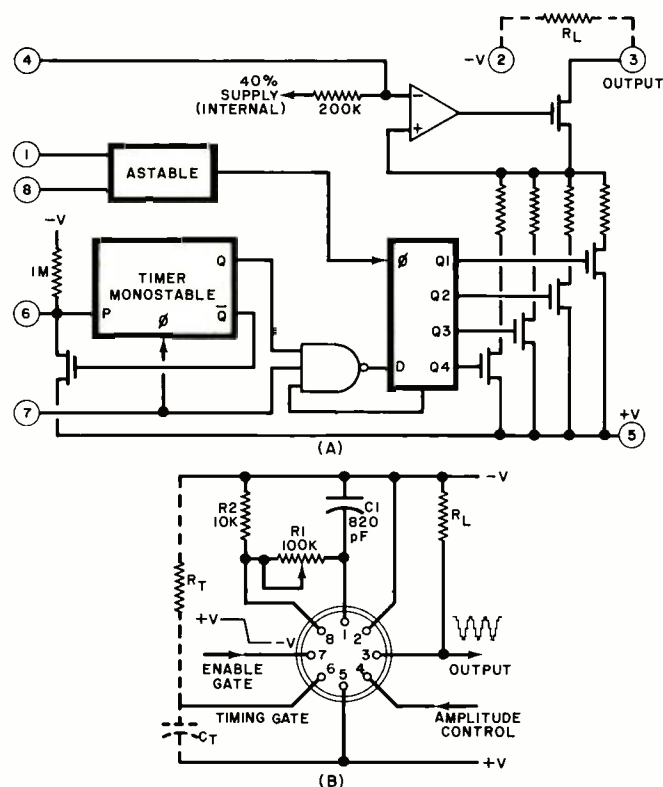 RL
4
-V 2
3
OUTPUT
40%
SUPPLY
(INTERNAL)
200K
-
+
1
8
ASTABLE
-V
1M
6
TIMER
MONOSTABLE
P
Q
Q̅
ø
7
ø
D
Q1
Q2
Q3
Q4
+V
5
(A)
-V
R2
10K
R1
100K
C1
820
pF
RL
RT
+V
-V
ENABLE
GATE
TIMING GATE
8
1
2
7
3
6
5
4
OUTPUT
AMPLITUDE
CONTROL
CT
+V
(B)